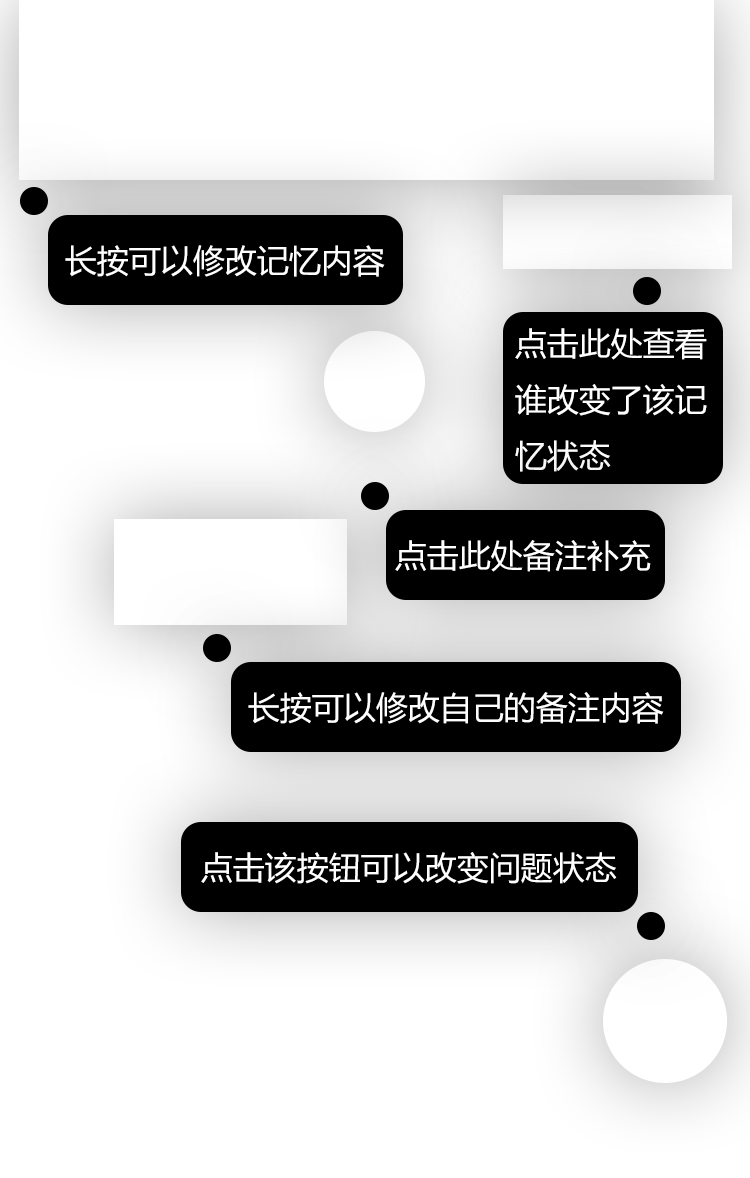 长按可以修改记忆内容
点击此处查看
谁改变了该记
忆状态
点击此处备注补充
长按可以修改自己的备注内容
点击该按钮可以改变问题状态